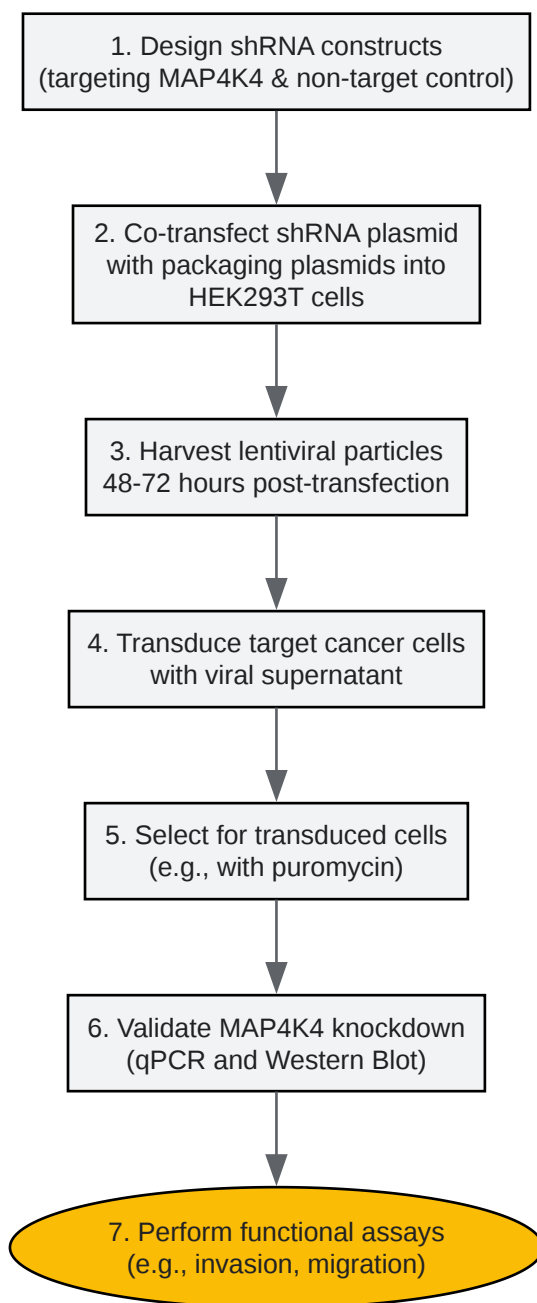 1. Design shRNA constructs
(targeting MAP4K4 & non-target control)
2. Co-transfect shRNA plasmid
with packaging plasmids into
HEK293T cells
3. Harvest lentiviral particles
48-72 hours post-transfection
4. Transduce target cancer cells
with viral supernatant
5. Select for transduced cells
(e.g., with puromycin)
6. Validate MAP4K4 knockdown
(qPCR and Western Blot)
7. Perform functional assays
(e.g., invasion, migration)